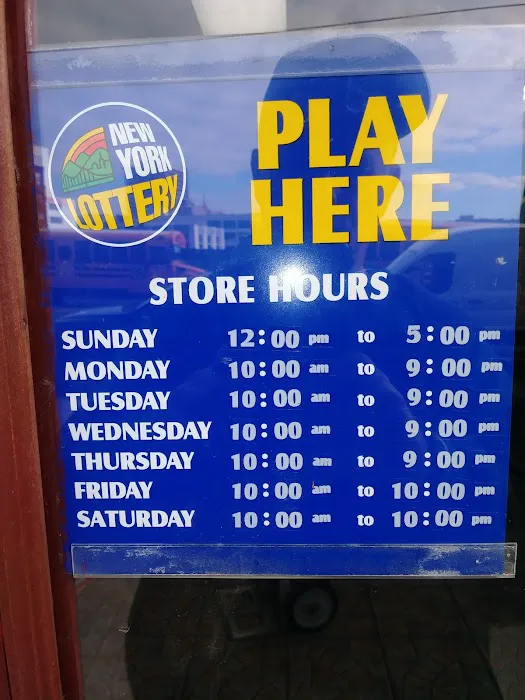 NEW
YORK
LOTTERY
PLAY
HERE
STORE HOURS
SUNDAY 12:00 pm to 5:00 pm
MONDAY 10:00 am to 9:00 pm
TUESDAY 10:00 am to 9:00 pm
WEDNESDAY 10:00 am to 9:00 pm
THURSDAY 10:00 am to 9:00 pm
FRIDAY 10:00 am to 10:00 pm
SATURDAY 10:00 am to 10:00 pm